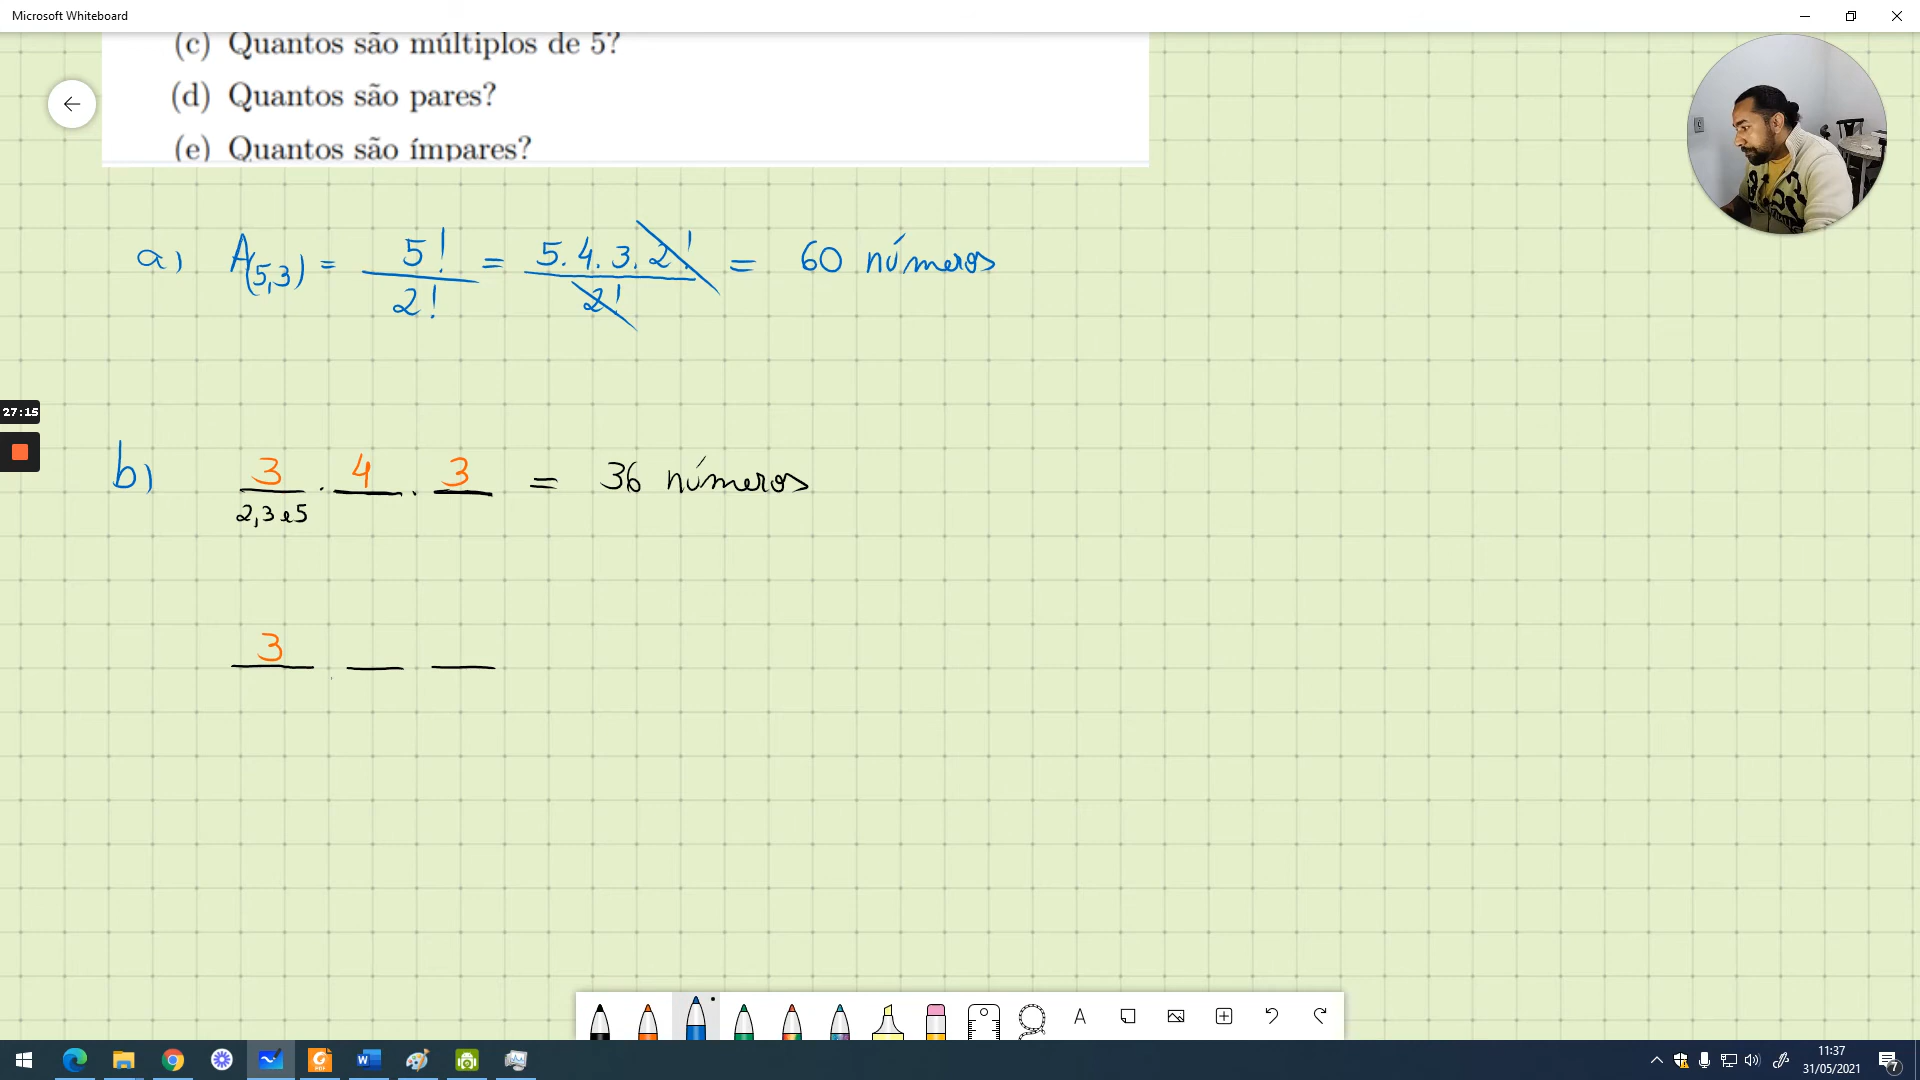 Microsoft Whiteboard
(c) Quantos são múltiplos de 5?
(d) Quantos são pares?
(e) Quantos são ímpares?
a) A(5,3) = 5!/2! = 5.4.3.2!/2! = 60 números
27:15
b) 3 . 4 . 3 = 36 números
2,3 e 5
3
A
11:37
31/05/2021
7